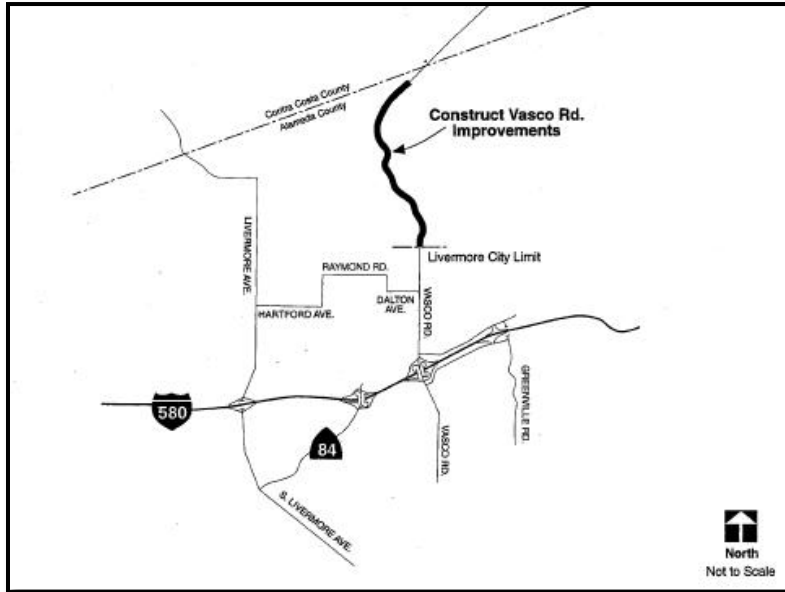 Contra Costa County
Alameda County
Construct Vasco Rd.
Improvements
LIVERMORE AVE.
Livermore City Limit
RAYMOND RD.
DALTON
AVE.
HARTFORD AVE.
VASCO RD.
GREENVILLE RD.
580
84
VASCO RD.
S. LIVERMORE AVE.
North
Not to Scale